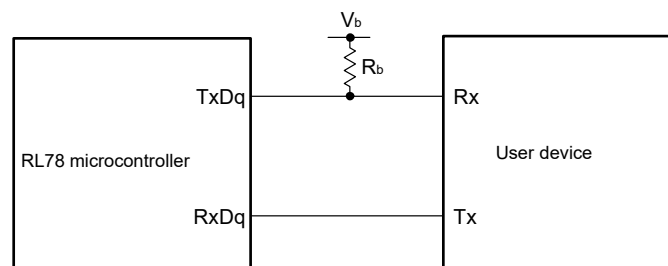 Vb
Rb
TxDq
Rx
RL78 microcontroller
User device
RxDq
Tx